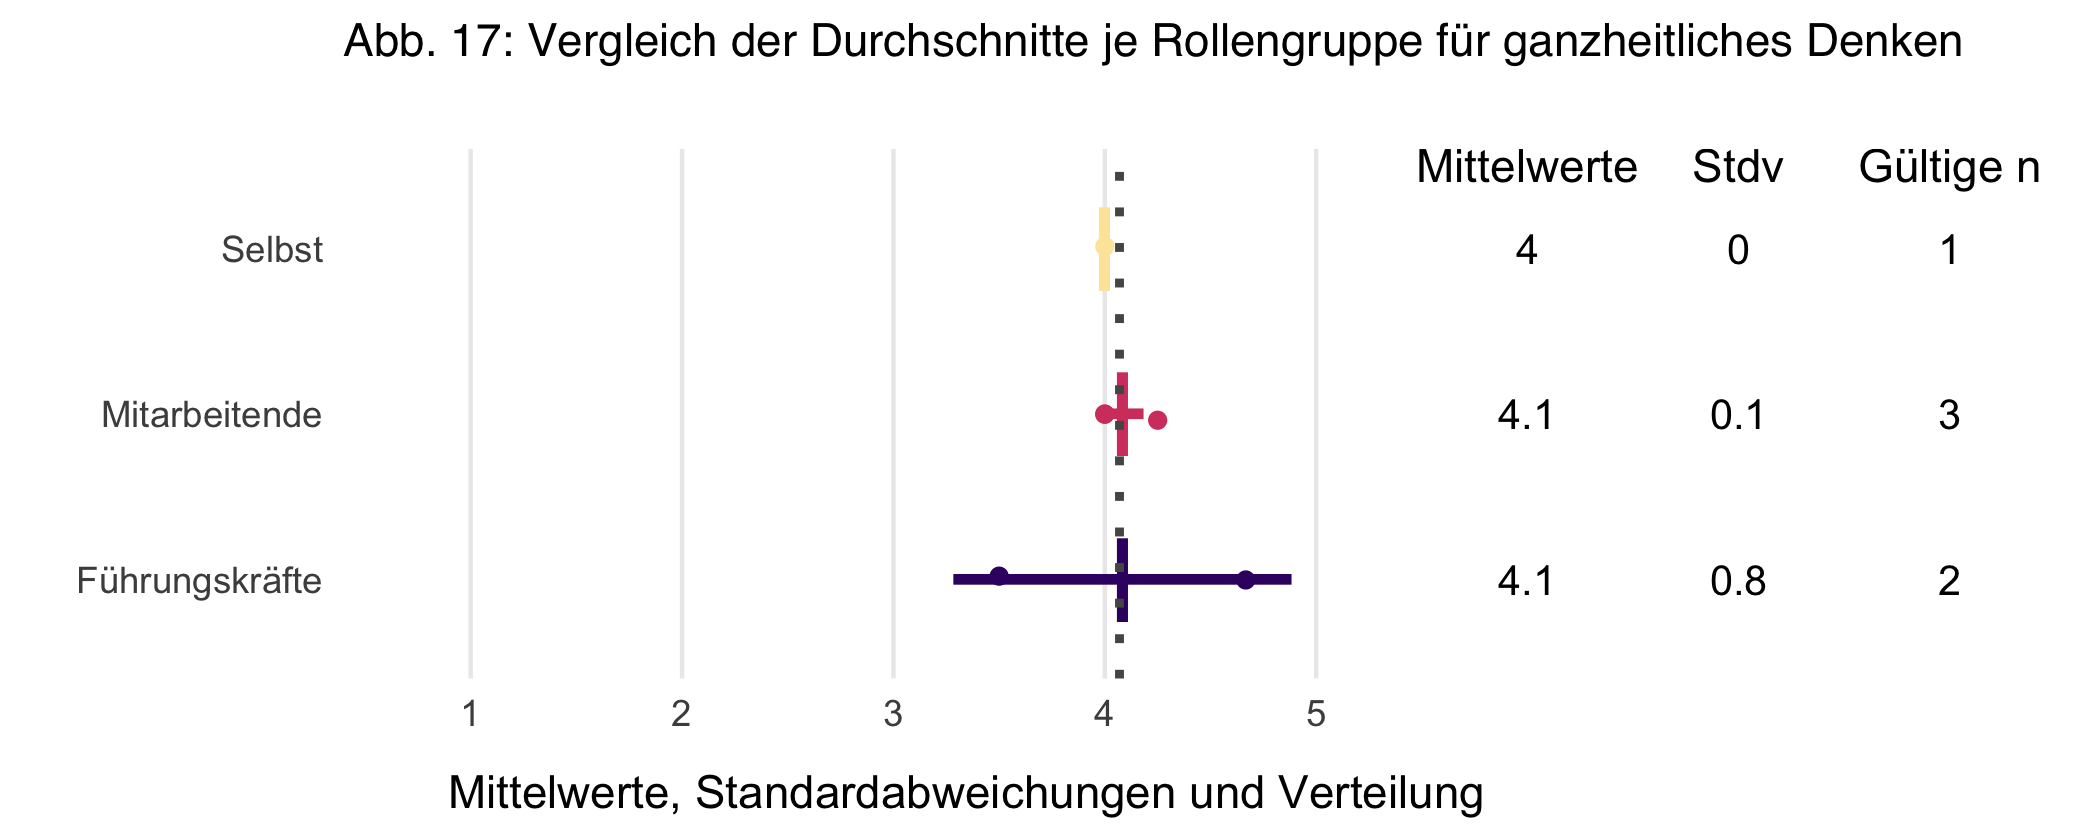 Abb. 17: Vergleich der Durchschnitte je Rollengruppe für ganzheitliches Denken
Mittelwerte Stdv Gültige n
Selbst 4 0 1
Mitarbeitende 4.1 0.1 3
Führungskräfte 4.1 0.8 2
1 2 3 4 5
Mittelwerte, Standardabweichungen und Verteilung